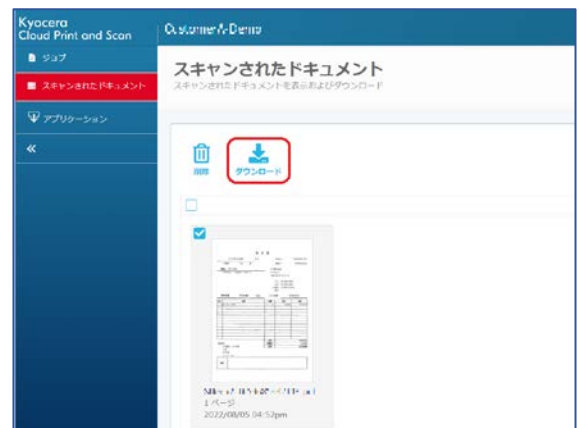 Kyocera
Cloud Print and Scan
CustomerA-Demo
ジョブ
スキャンされたドキュメント
アプリケーション
«
スキャンされたドキュメント
スキャンされたドキュメントを表示およびダウンロード
削除
ダウンロード
1 ページ
2022/08/05 04:52pm